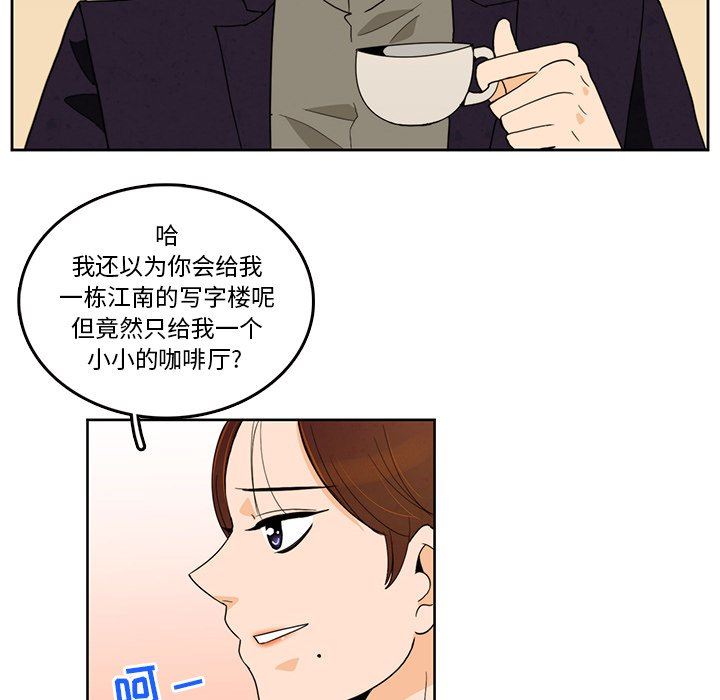 哈
我还以为你会给我
一栋江南的写字楼呢
但竟然只给我一个
小小的咖啡厅?
呵一